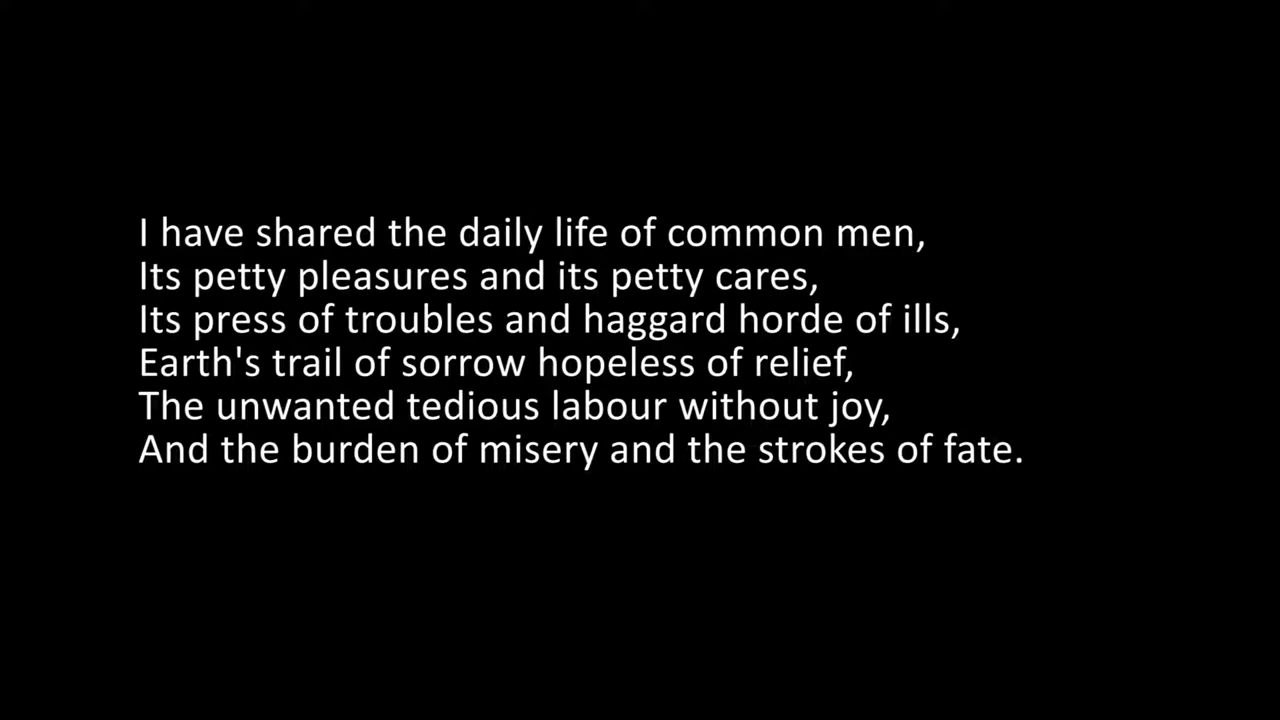 I have shared the daily life of common men,
Its petty pleasures and its petty cares,
Its press of troubles and haggard horde of ills,
Earth's trail of sorrow hopeless of relief,
The unwanted tedious labour without joy,
And the burden of misery and the strokes of fate.